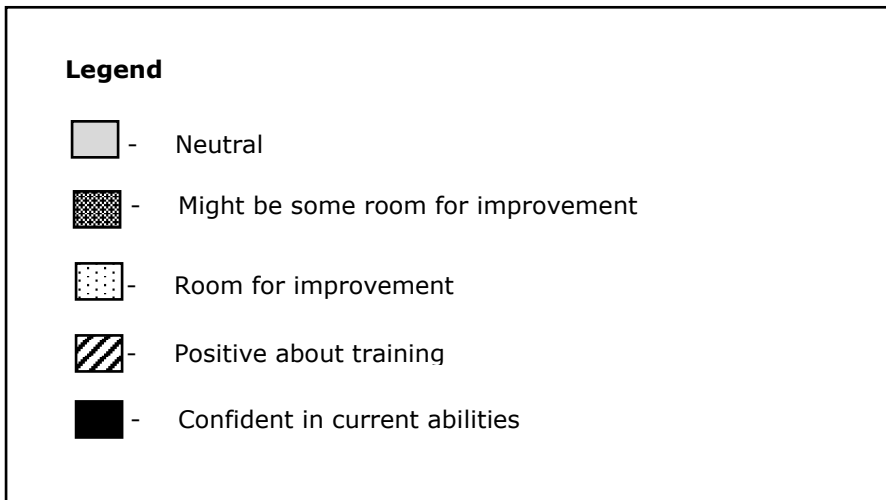 Legend
- Neutral
- Might be some room for improvement
- Room for improvement
- Positive about training
- Confident in current abilities